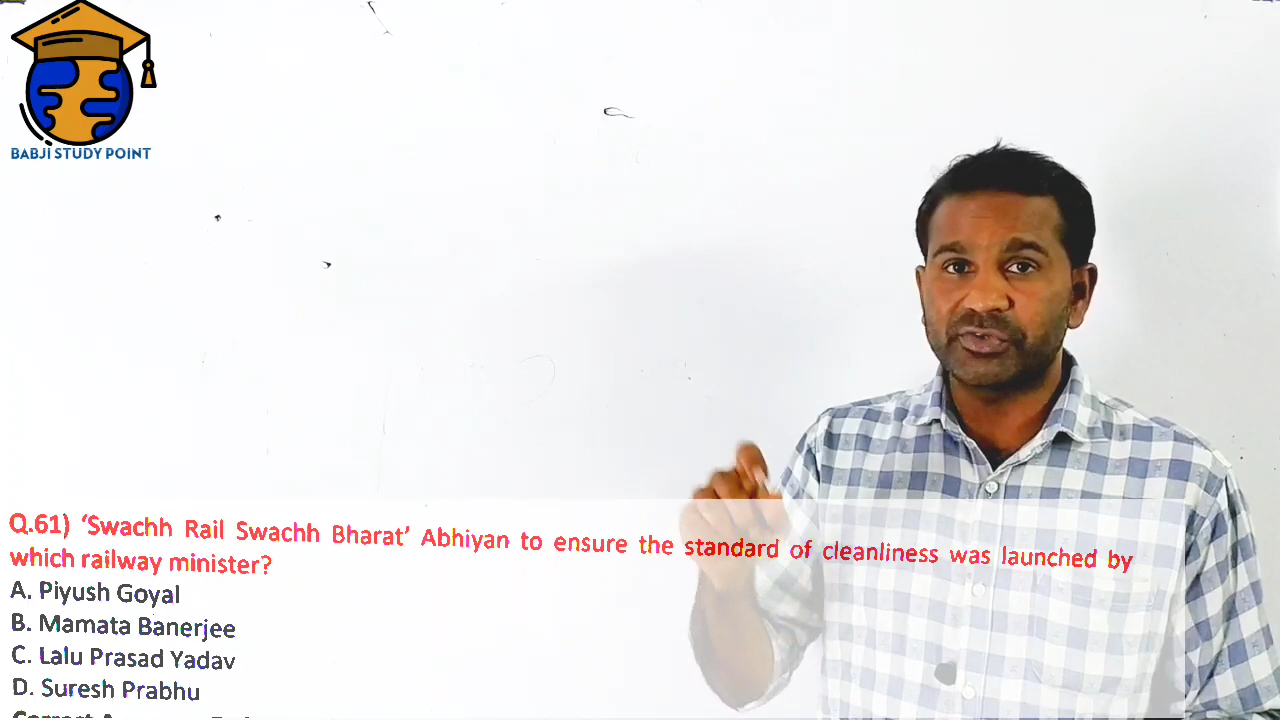 BABJI STUDY POINT
Q.61) ‘Swachh Rail Swachh Bharat’ Abhiyan to ensure the standard of cleanliness was launched by
which railway minister?
A. Piyush Goyal
B. Mamata Banerjee
C. Lalu Prasad Yadav
D. Suresh Prabhu